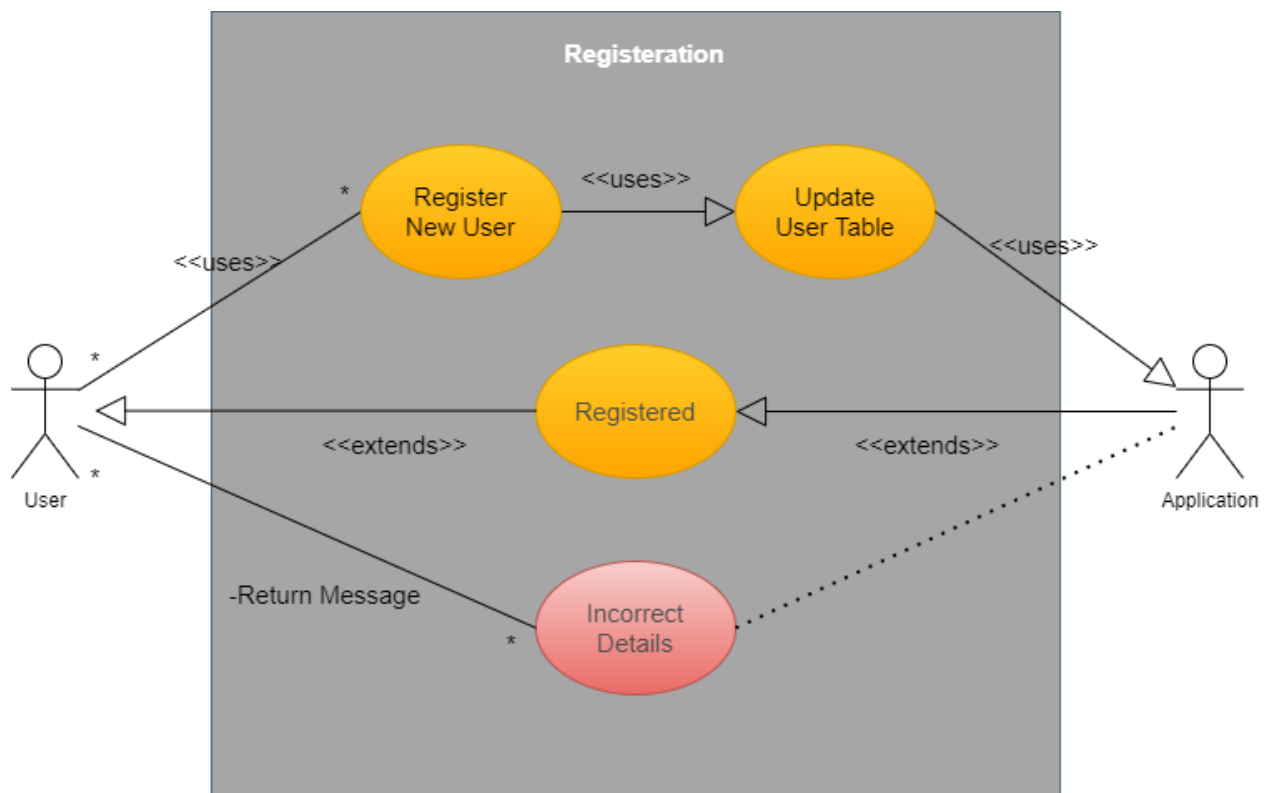 Registeration
Register
New User
<<uses>>
Update
User Table
*
<<uses>>
<<uses>>
*
Registered
<<extends>>
<<extends>>
*
User
Application
-Return Message
Incorrect
Details
*